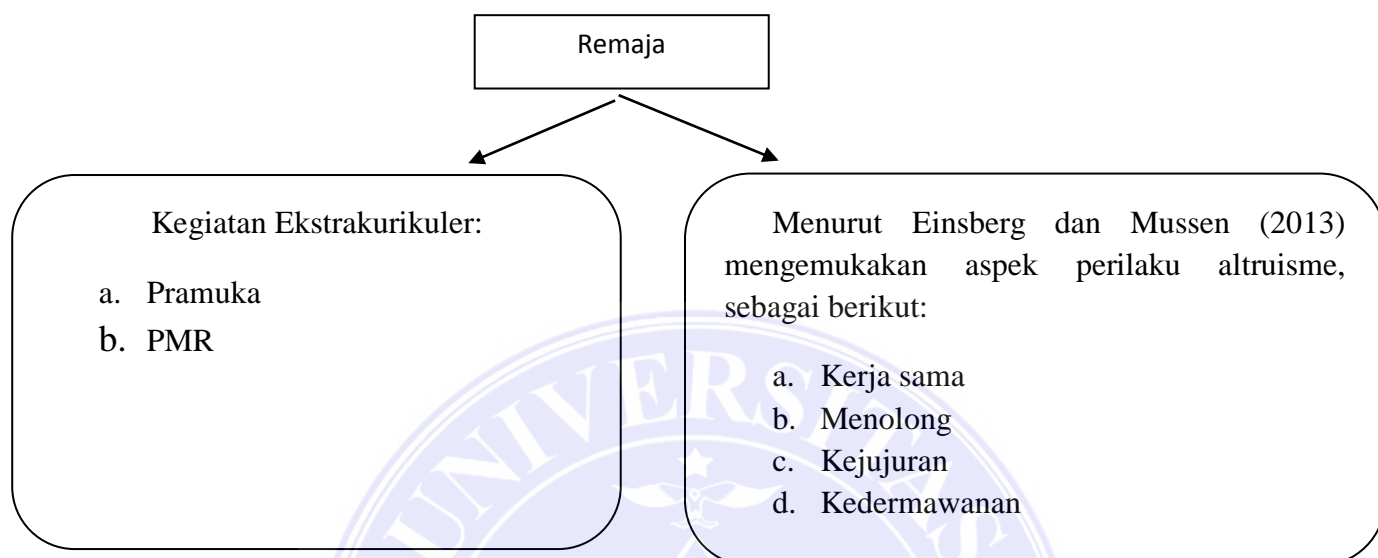 Remaja
Kegiatan Ekstrakurikuler:
a. Pramuka
b. PMR
Menurut Einsberg dan Mussen (2013)
mengemukakan aspek perilaku altruisme,
sebagai berikut:
a. Kerja sama
b. Menolong
c. Kejujuran
d. Kedermawanan
UNIVERSITAS